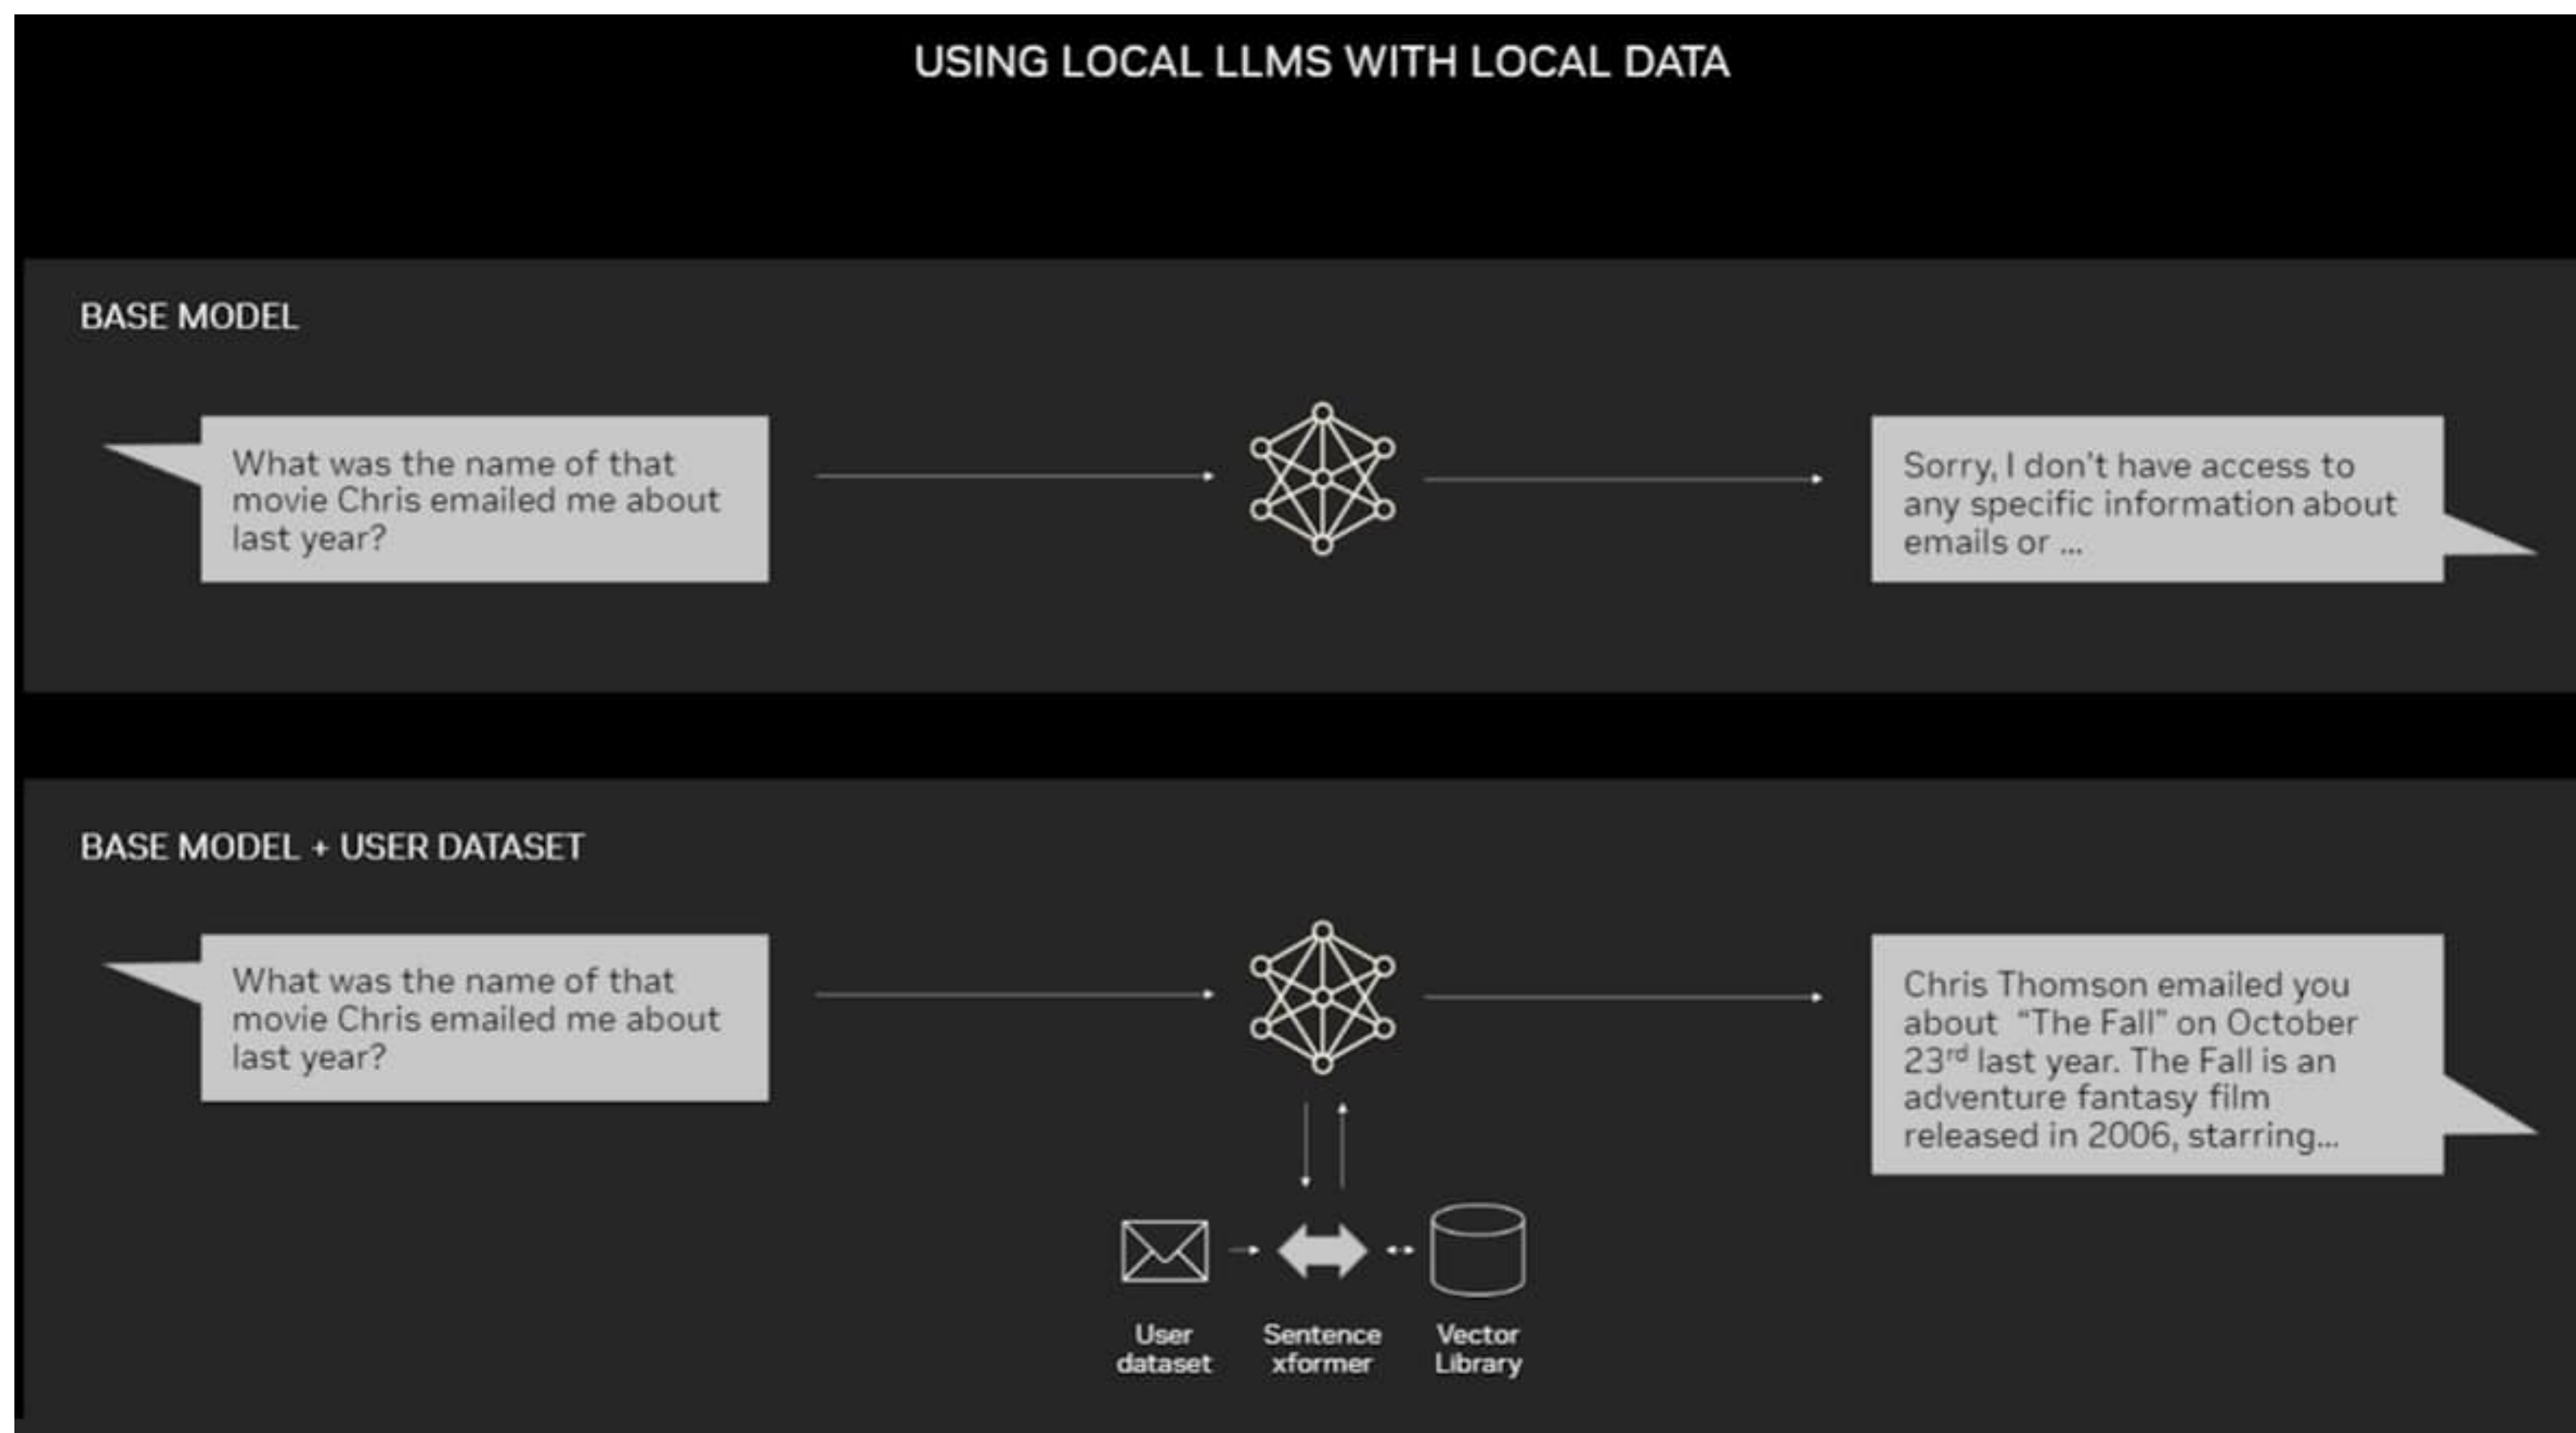 USING LOCAL LLMS WITH LOCAL DATA
BASE MODEL
What was the name of that
movie Chris emailed me about
last year?
Sorry, I don't have access to
any specific information about
emails or ...
BASE MODEL + USER DATASET
What was the name of that
movie Chris emailed me about
last year?
Chris Thomson emailed you
about “The Fall” on October
23rd last year. The Fall is an
adventure fantasy film
released in 2006, starring...
User
dataset
Sentence
xformer
Vector
Library